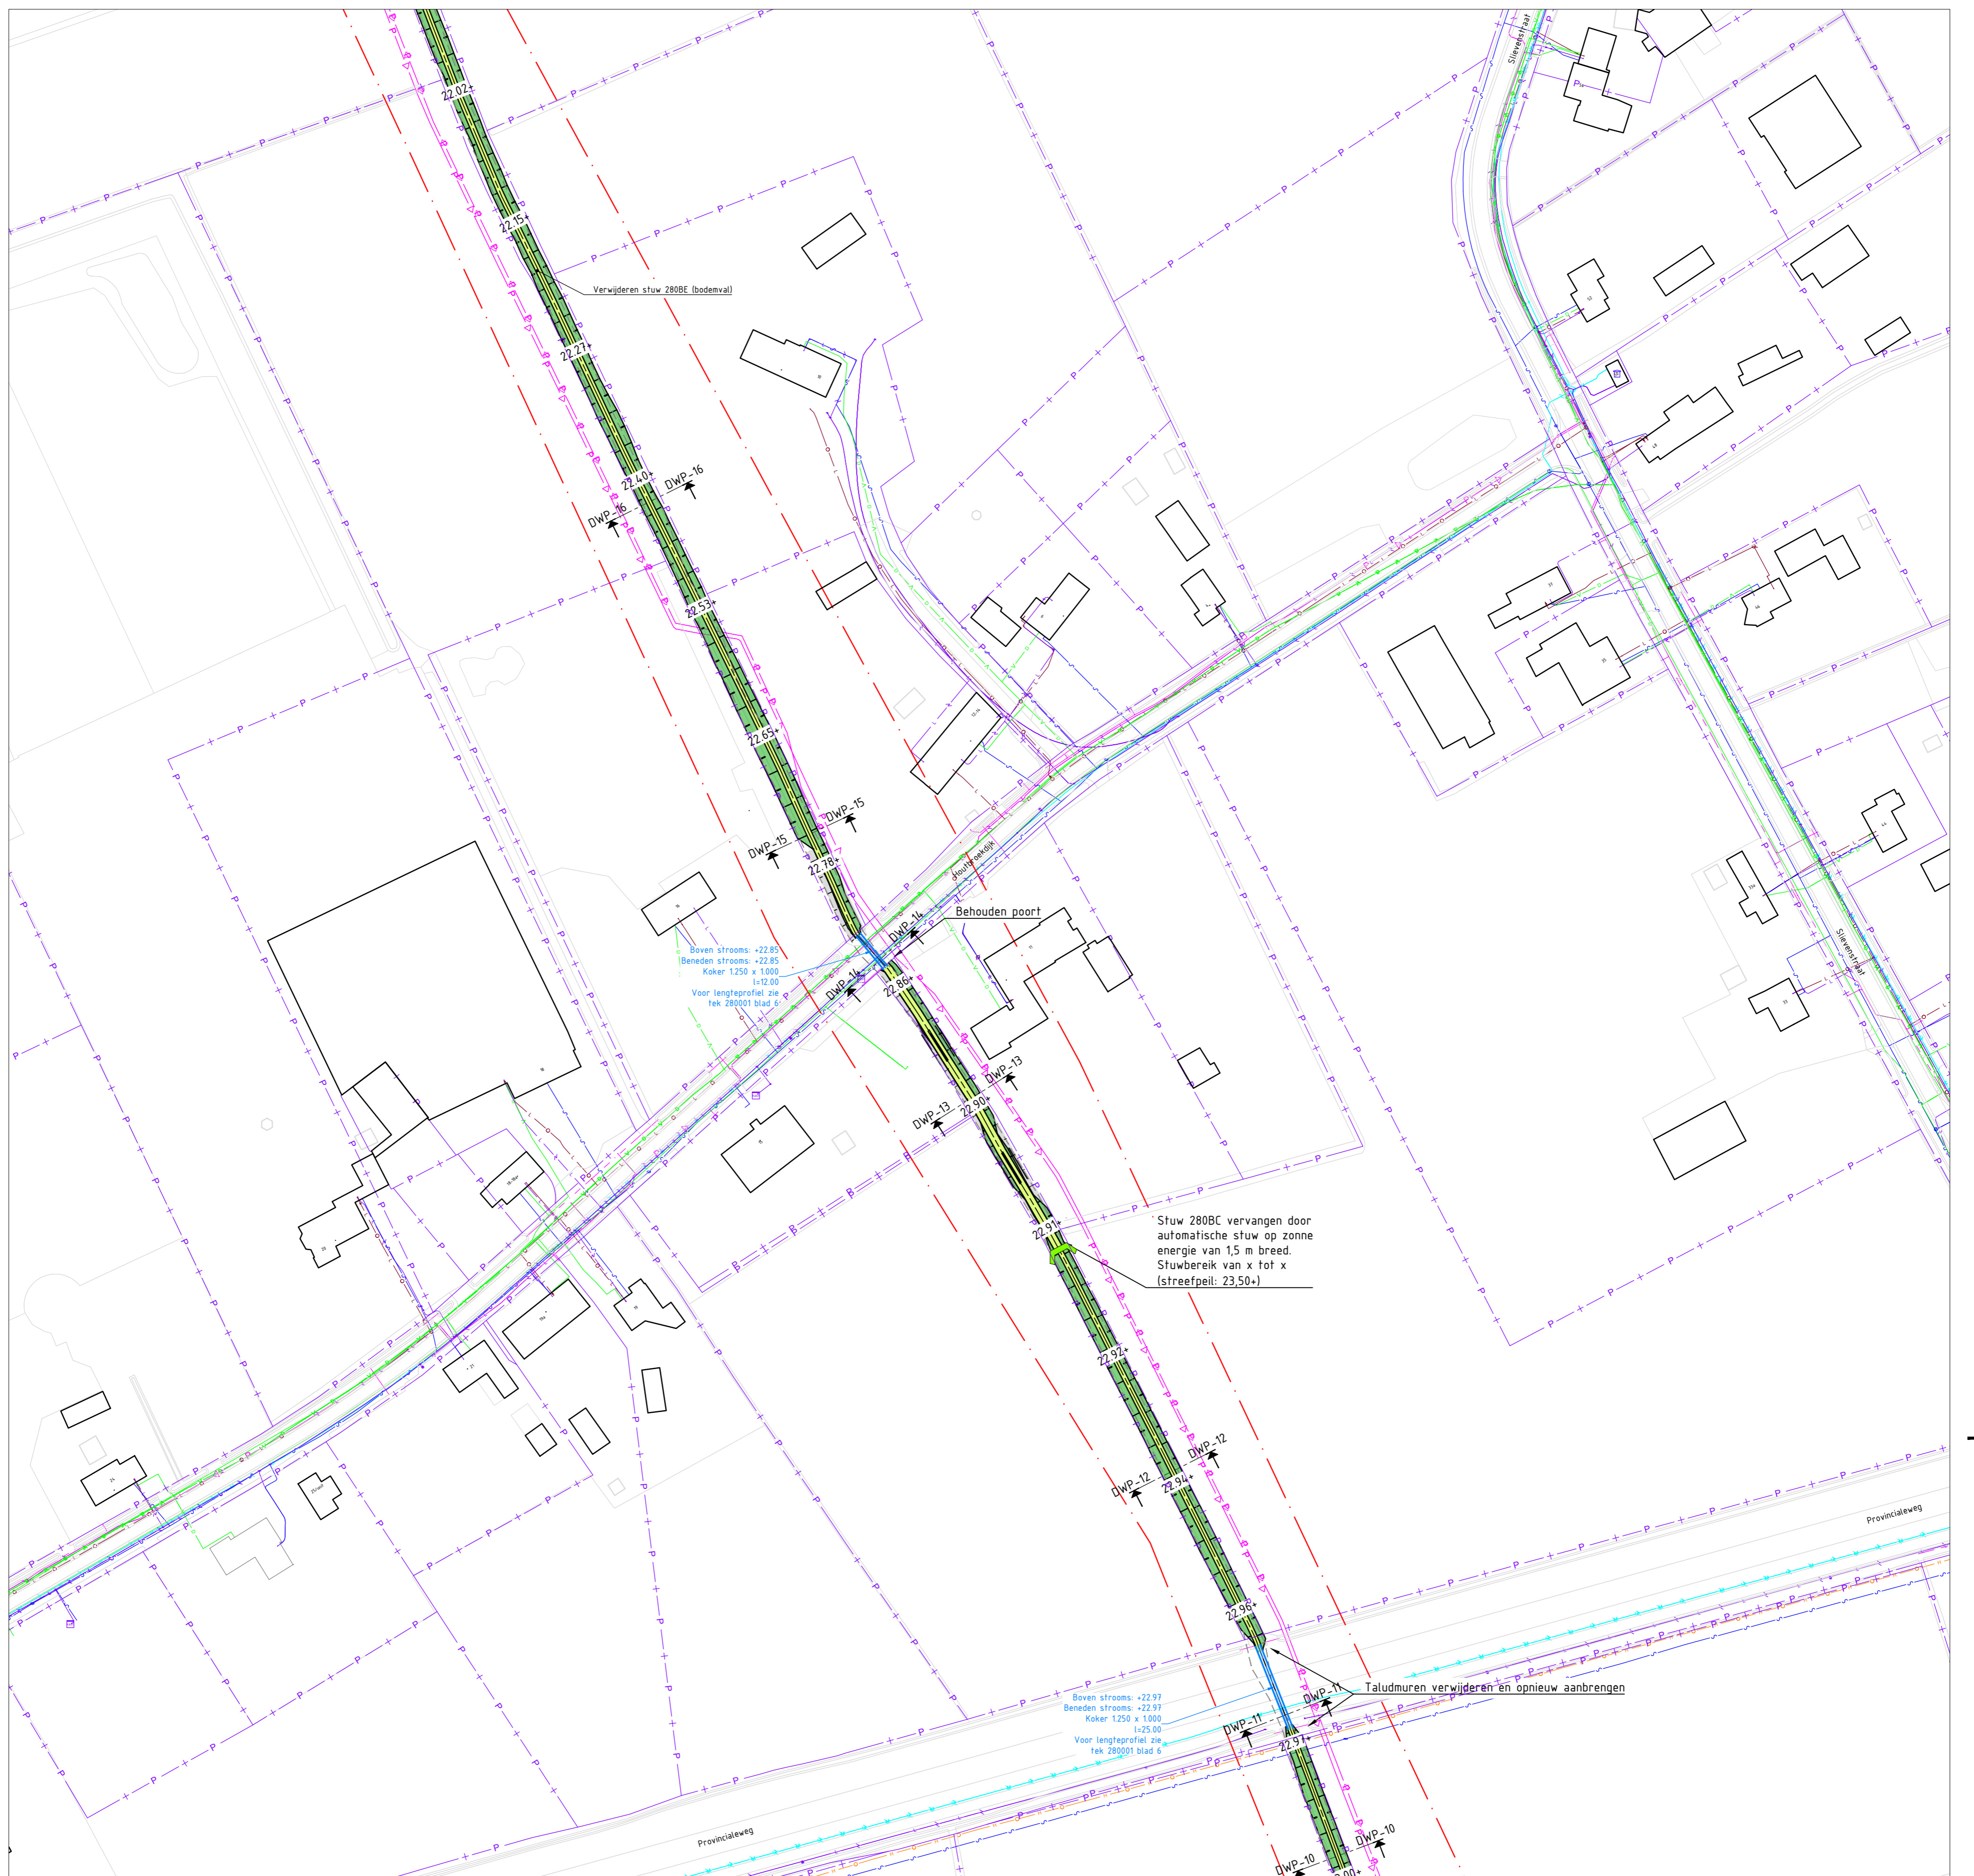 Slievenstraat
22.02+
22.15+
Verwijderen stuw 280BE (bodemval)
22.27+
22.40+
DWP-16
DWP-16
22.53+
22.65+
DWP-15
DWP-15
22.78+
Houtbroekdijk
DWP-14
Behouden poort
Boven strooms: +22.85
Beneden strooms: +22.85
Koker 1.250 x 1.000
l=12.00
Voor lengteprofiel zie
tek 280001 blad 6
DWP-14
22.86+
Slievenstraat
DWP-13
22.90+
DWP-13
22.91+
Stuw 280BC vervangen door
automatische stuw op zonne
energie van 1,5 m breed.
Stuwbereik van x tot x
(streefpeil: 23,50+)
22.92+
DWP-12
DWP-12
22.94+
Provincialeweg
22.96+
Taludmuren verwijderen en opnieuw aanbrengen
DWP-11
DWP-11
Boven strooms: +22.97
Beneden strooms: +22.97
Koker 1.250 x 1.000
l=25.00
Voor lengteprofiel zie
tek 280001 blad 6
22.97+
Provincialeweg
DWP-10
DWP-10